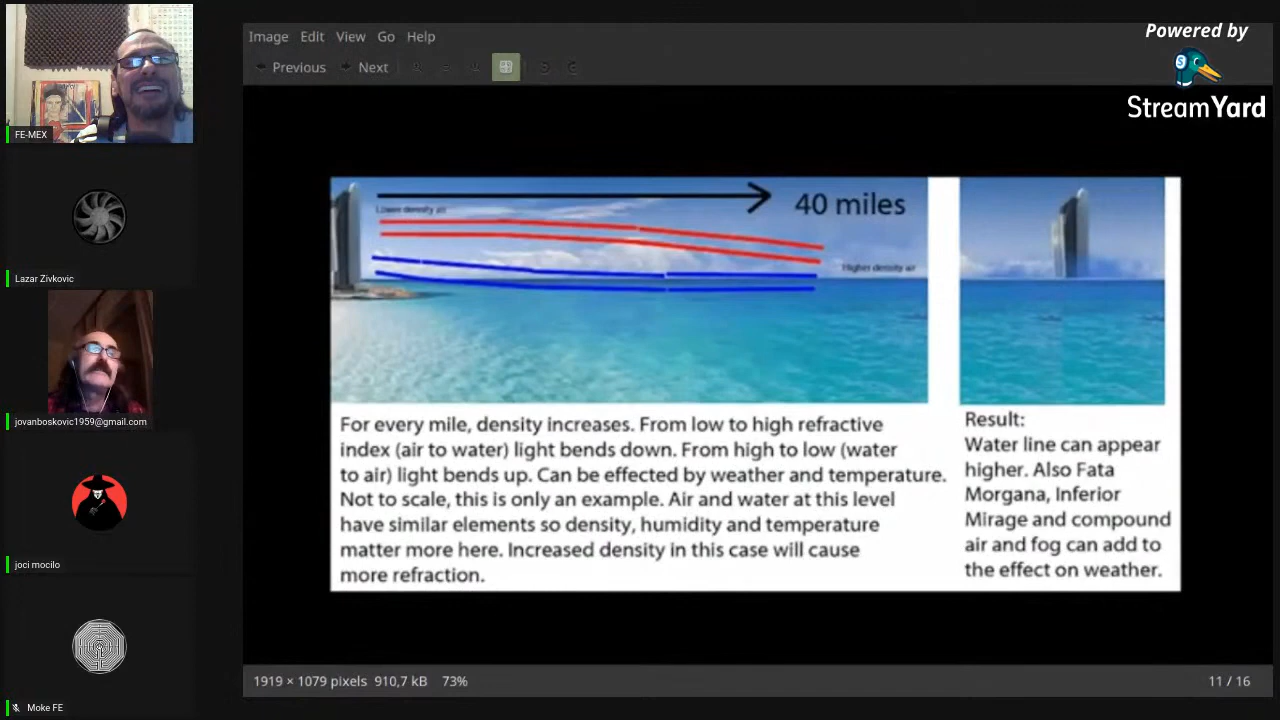 Image Edit View Go Help
Previous Next
Powered by
StreamYard
FE-MEX
Lazar Zivkovic
jovanboskovic1959@gmail.com
joci mocilo
Moke FE
40 miles
Lower density air
Higher density air
For every mile, density increases. From low to high refractive
index (air to water) light bends down. From high to low (water
to air) light bends up. Can be effected by weather and temperature.
Not to scale, this is only an example. Air and water at this level
have similar elements so density, humidity and temperature
matter more here. Increased density in this case will cause
more refraction.
Result:
Water line can appear
higher. Also Fata
Morgana, Inferior
Mirage and compound
air and fog can add to
the effect on weather.
1919 × 1079 pixels 910,7 kB 73%
11 / 16